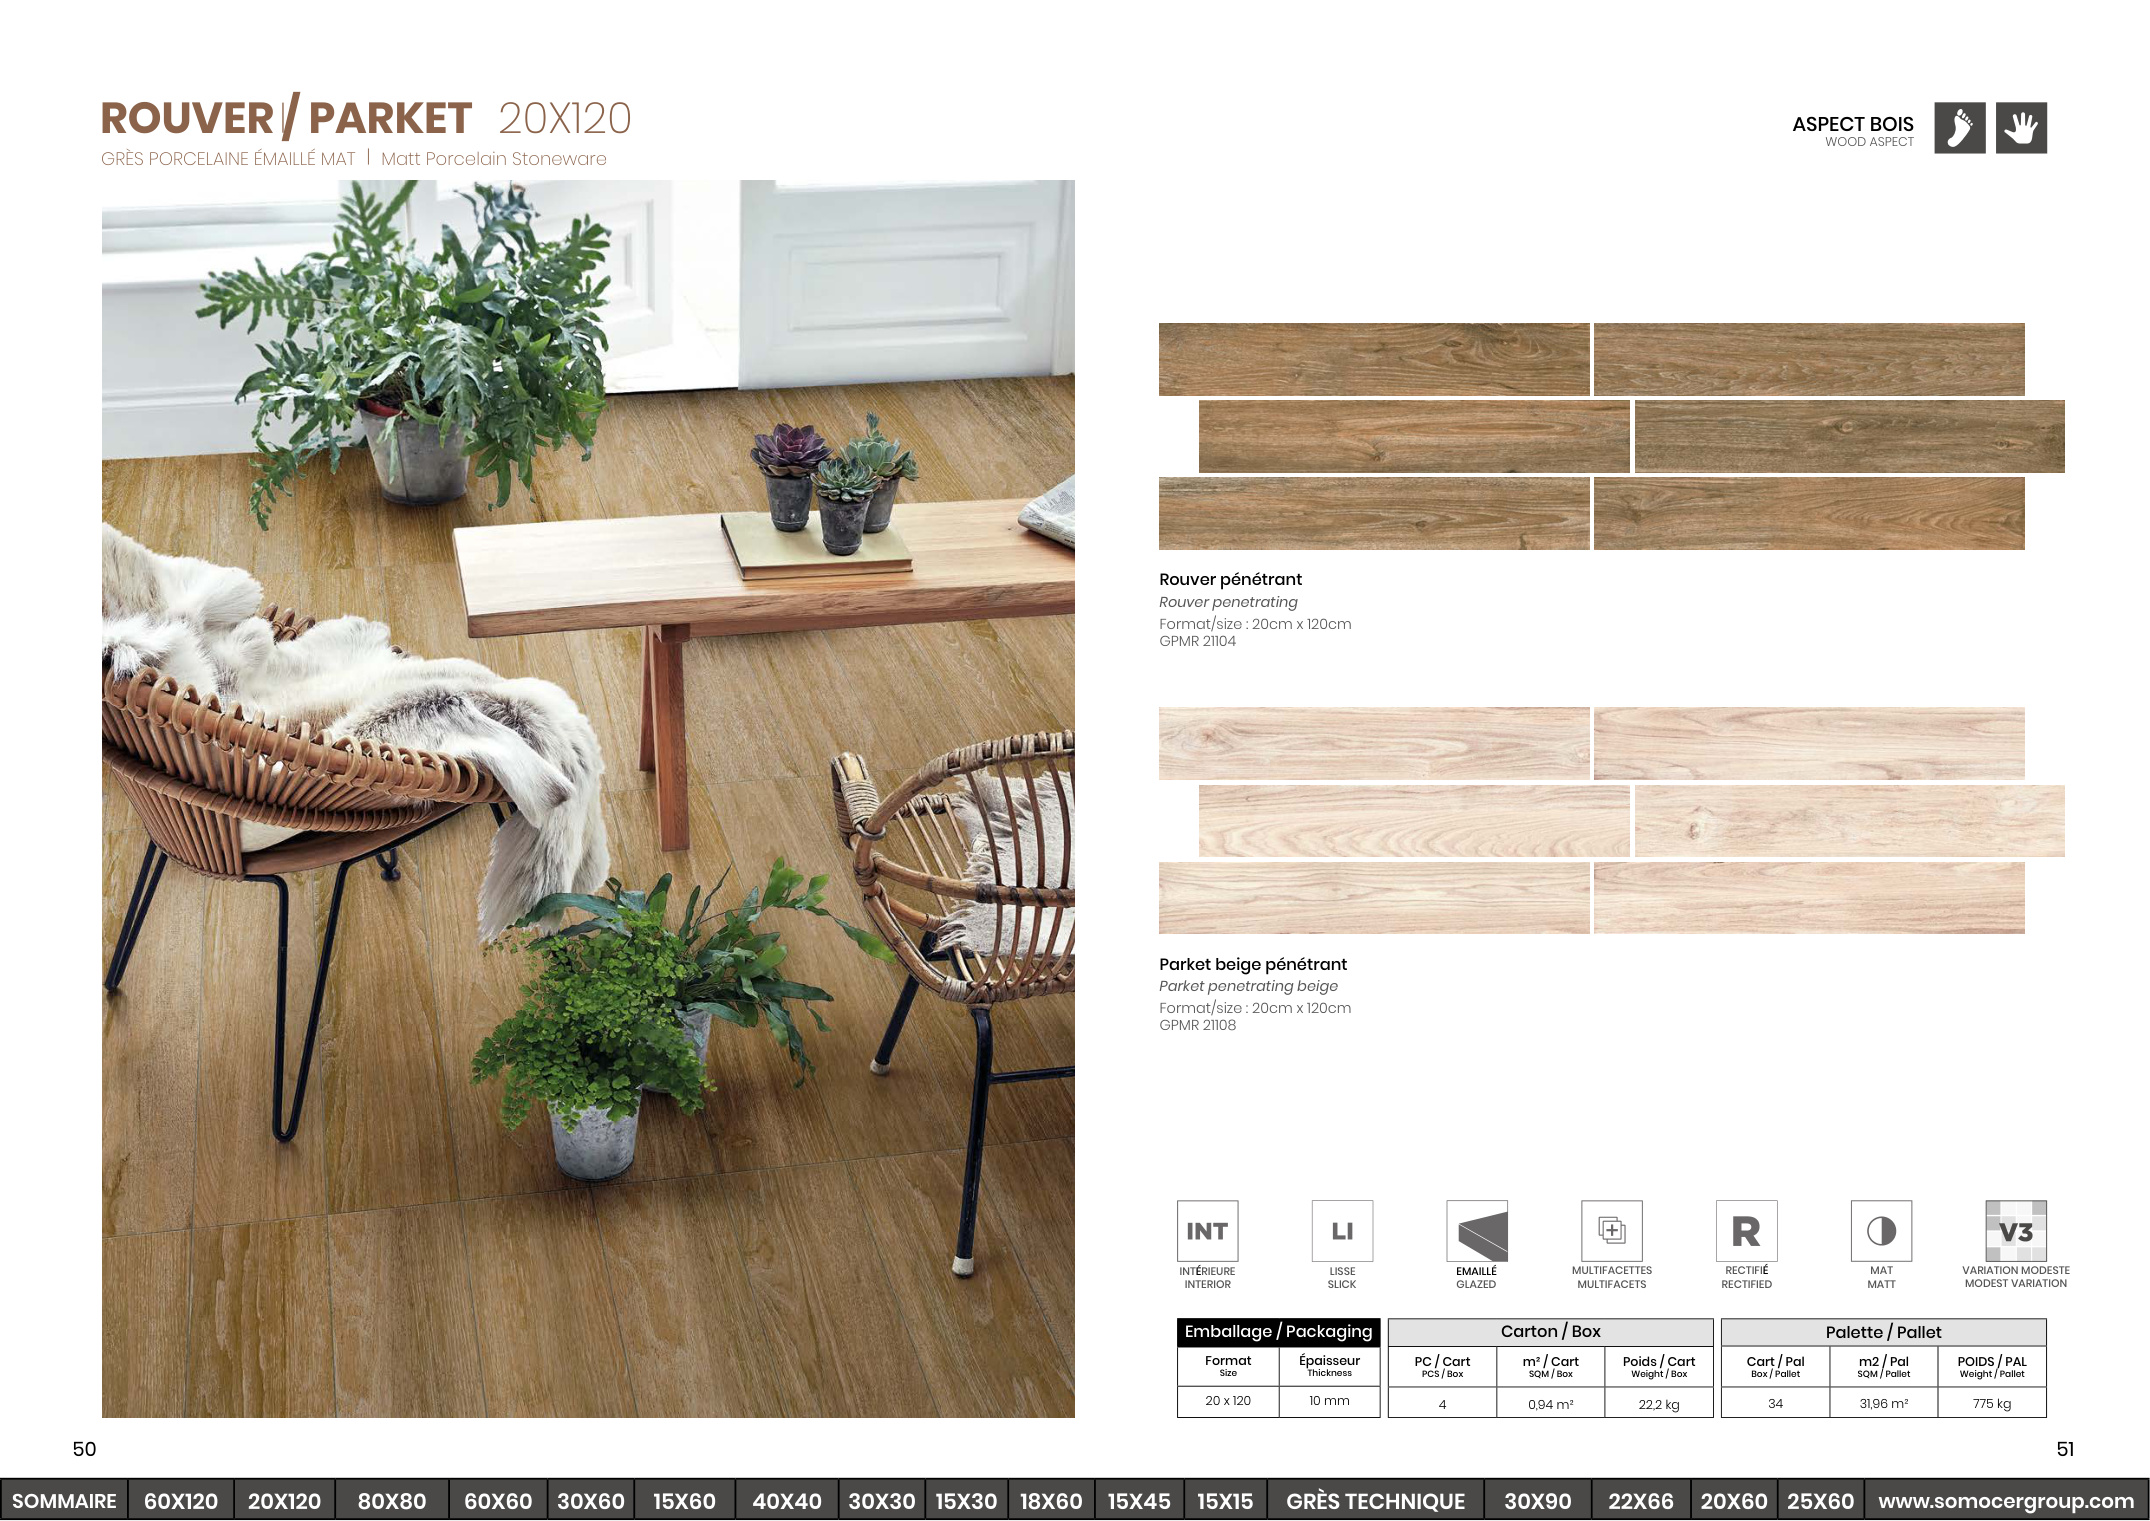 ROUVER / PARKET 20X120
GRÈS PORCELAINE ÉMAILLÉ MAT | Matt Porcelain Stoneware
ASPECT BOIS
WOOD ASPECT
Rouver pénétrant
Rouver penetrating
Format/size : 20cm x 120cm
GPMR 21104
Parket beige pénétrant
Parket penetrating beige
Format/size : 20cm x 120cm
GPMR 21108
INT LI R V3
INTÉRIEURE LISSE EMAILLÉ MULTIFACETTES RECTIFIÉ MAT VARIATION MODESTE
INTERIOR SLICK GLAZED MULTIFACETS RECTIFIED MATT MODEST VARIATION
Emballage / Packaging Carton / Box Palette / Pallet
Format Épaisseur PC / Cart m² / Cart Poids / Cart Cart / Pal m2 / Pal POIDS / PAL
Size Thickness PCS / Box SQM / Box Weight / Box Box / Pallet SQM / Pallet Weight / Pallet
20 x 120 10 mm 4 0,94 m² 22,2 kg 34 31,96 m² 775 kg
50 51
SOMMAIRE 60X120 20X120 80X80 60X60 30X60 15X60 40X40 30X30 15X30 18X60 15X45 15X15 GRÈS TECHNIQUE 30X90 22X66 20X60 25X60 www.somocergroup.com